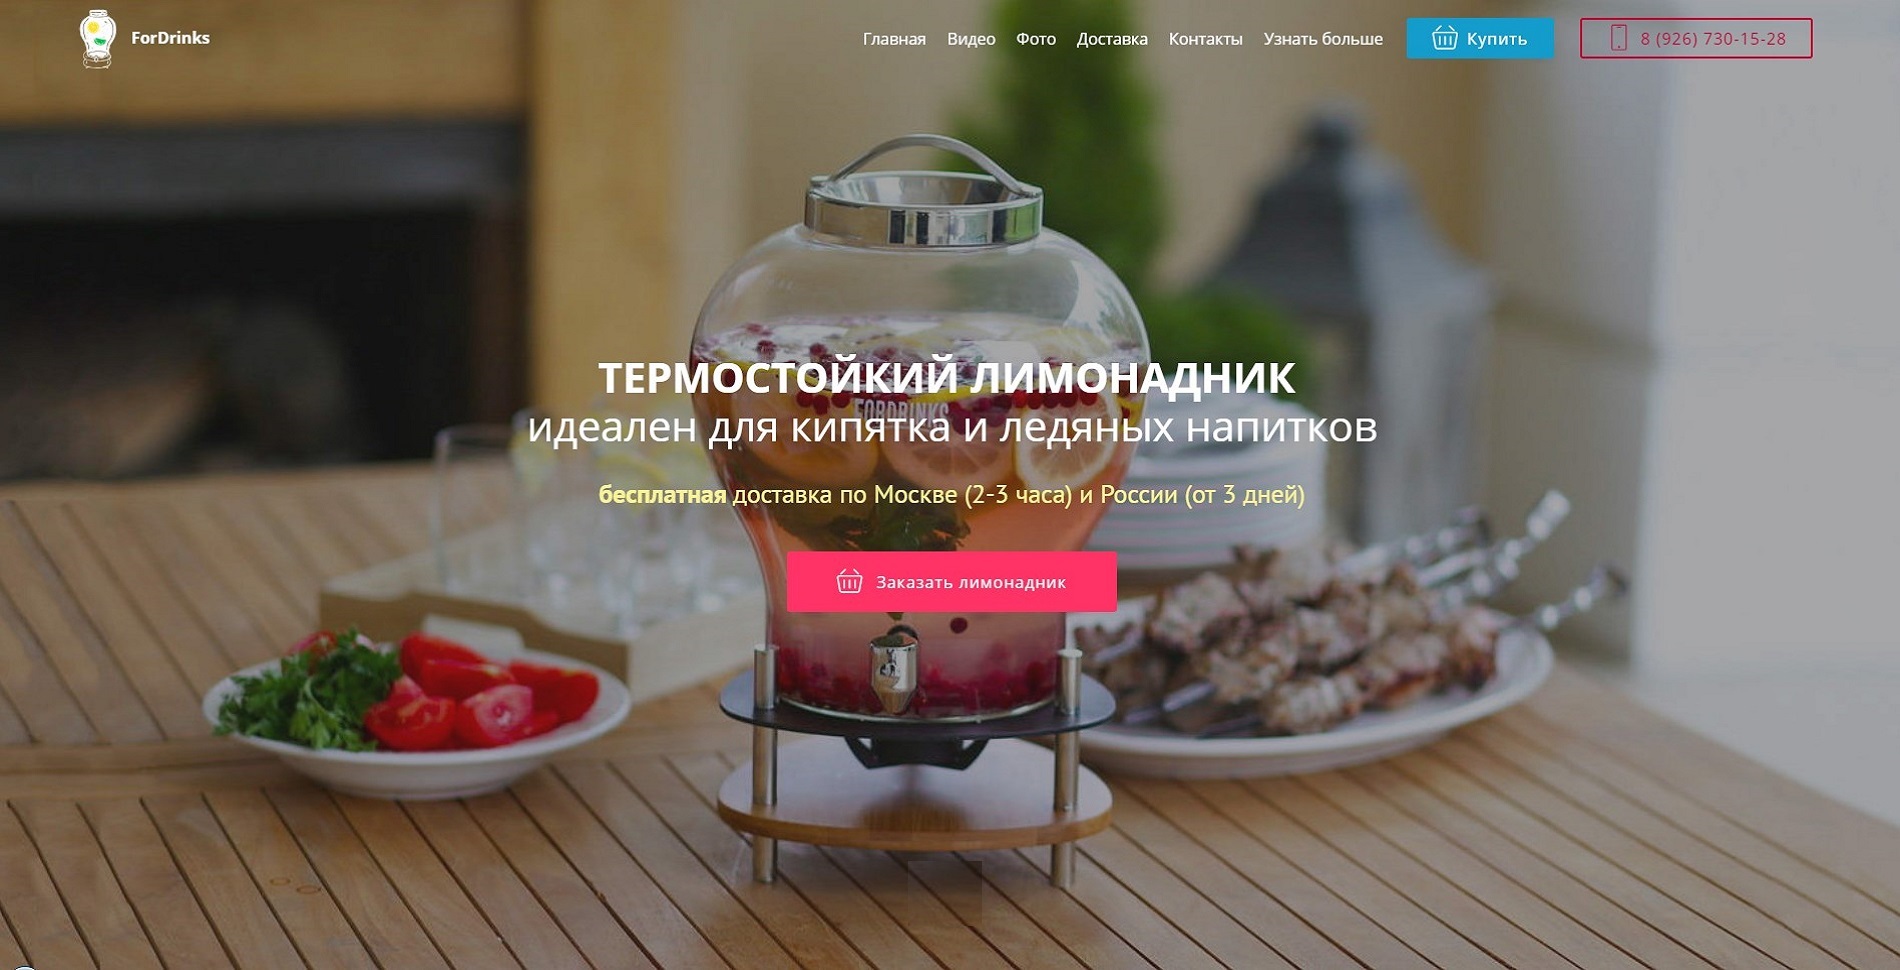 ForDrinks
Главная Видео Фото Доставка Контакты Узнать больше Купить 8 (926) 730-15-28
ТЕРМОСТОЙКИЙ ЛИМОНАДНИК
FORDRINKS
идеален для кипятка и ледяных напитков
бесплатная доставка по Москве (2-3 часа) и России (от 3 дней)
Заказать лимонадник